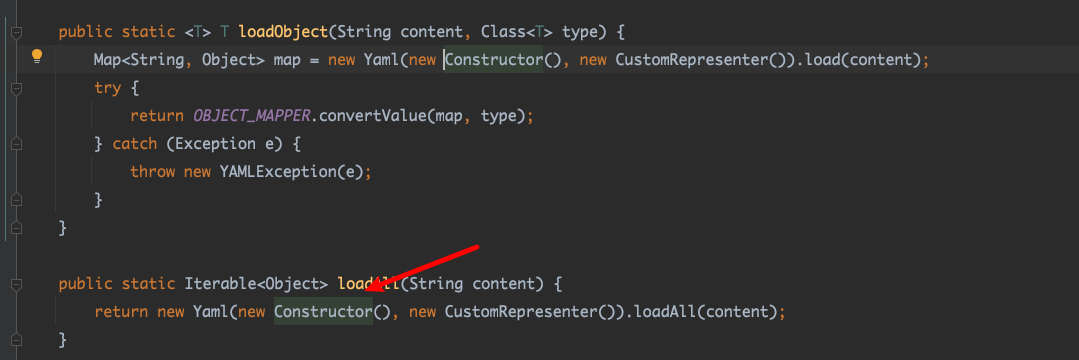 public static <T> T loadObject(String content, Class<T> type) {
Map<String, Object> map = new Yaml(new Constructor(), new CustomRepresenter()).load(content);
try {
return OBJECT_MAPPER.convertValue(map, type);
} catch (Exception e) {
throw new YAMLException(e);
}
}
public static Iterable<Object> loadAll(String content) {
return new Yaml(new Constructor(), new CustomRepresenter()).loadAll(content);
}